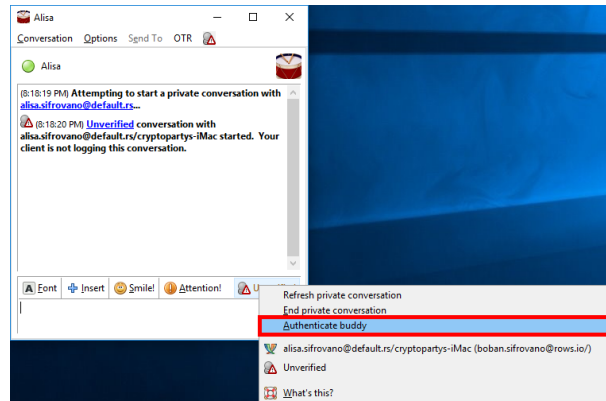 Alisa
Conversation Options Send To OTR
Alisa
(8:18:19 PM) Attempting to start a private conversation with
alisa.sifrovano@default.rs...
(8:18:20 PM) Unverified conversation with
alisa.sifrovano@default.rs/cryptopartys-iMac started. Your
client is not logging this conversation.
A Font Insert Smile! Attention!
Refresh private conversation
End private conversation
Authenticate buddy
alisa.sifrovano@default.rs/cryptopartys-iMac (boban.sifrovano@rows.io/)
Unverified
What's this?